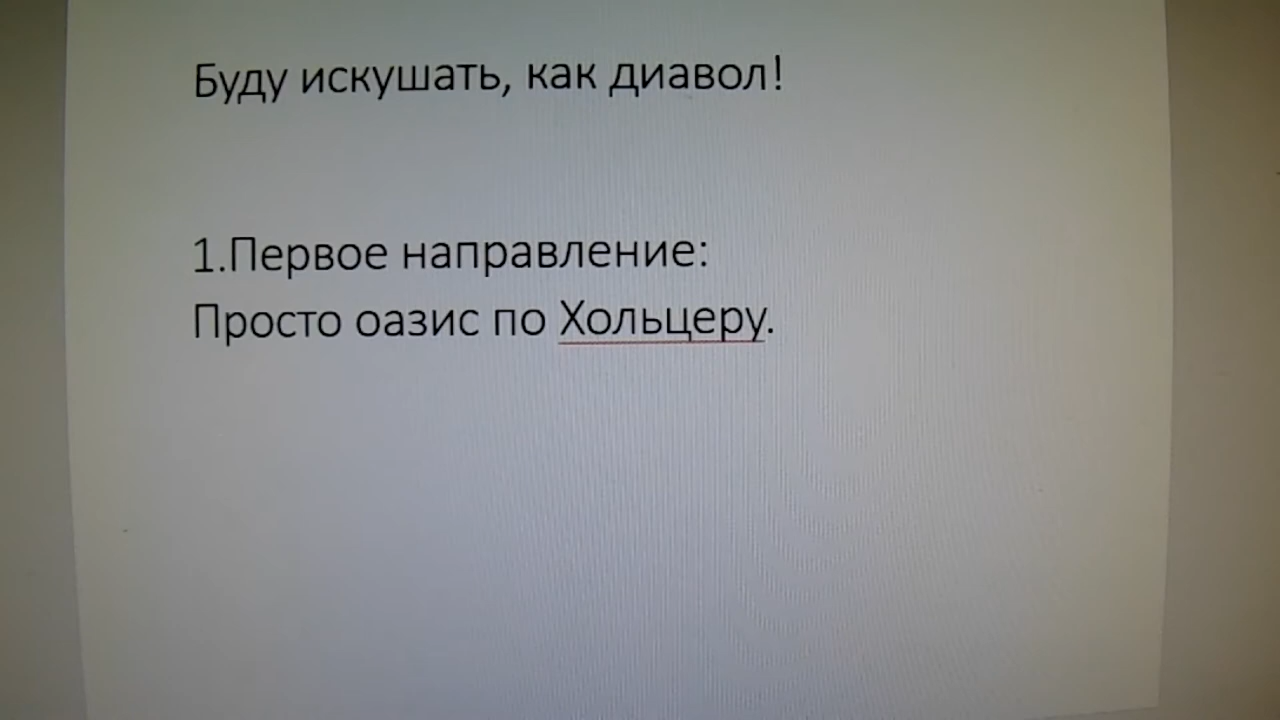 Буду искушать, как диавол!
1.Первое направление:
Просто оазис по Хольцеру.